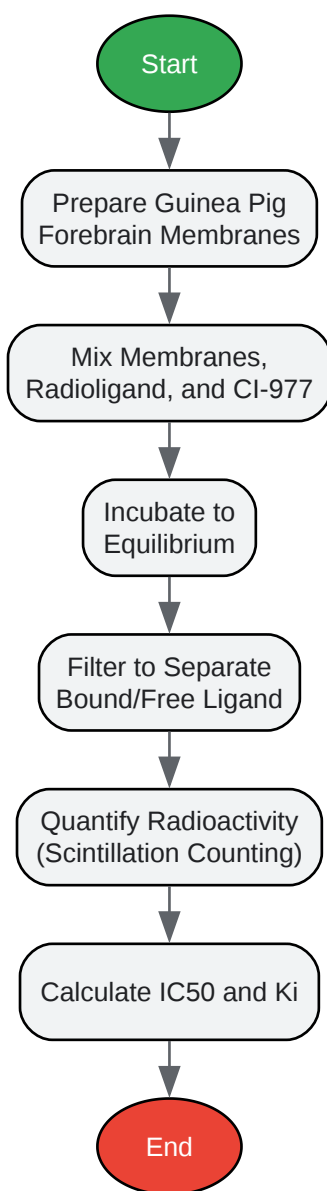 Start
Prepare Guinea Pig
Forebrain Membranes
Mix Membranes,
Radioligand, and CI-977
Incubate to
Equilibrium
Filter to Separate
Bound/Free Ligand
Quantify Radioactivity
(Scintillation Counting)
Calculate IC50 and Ki
End